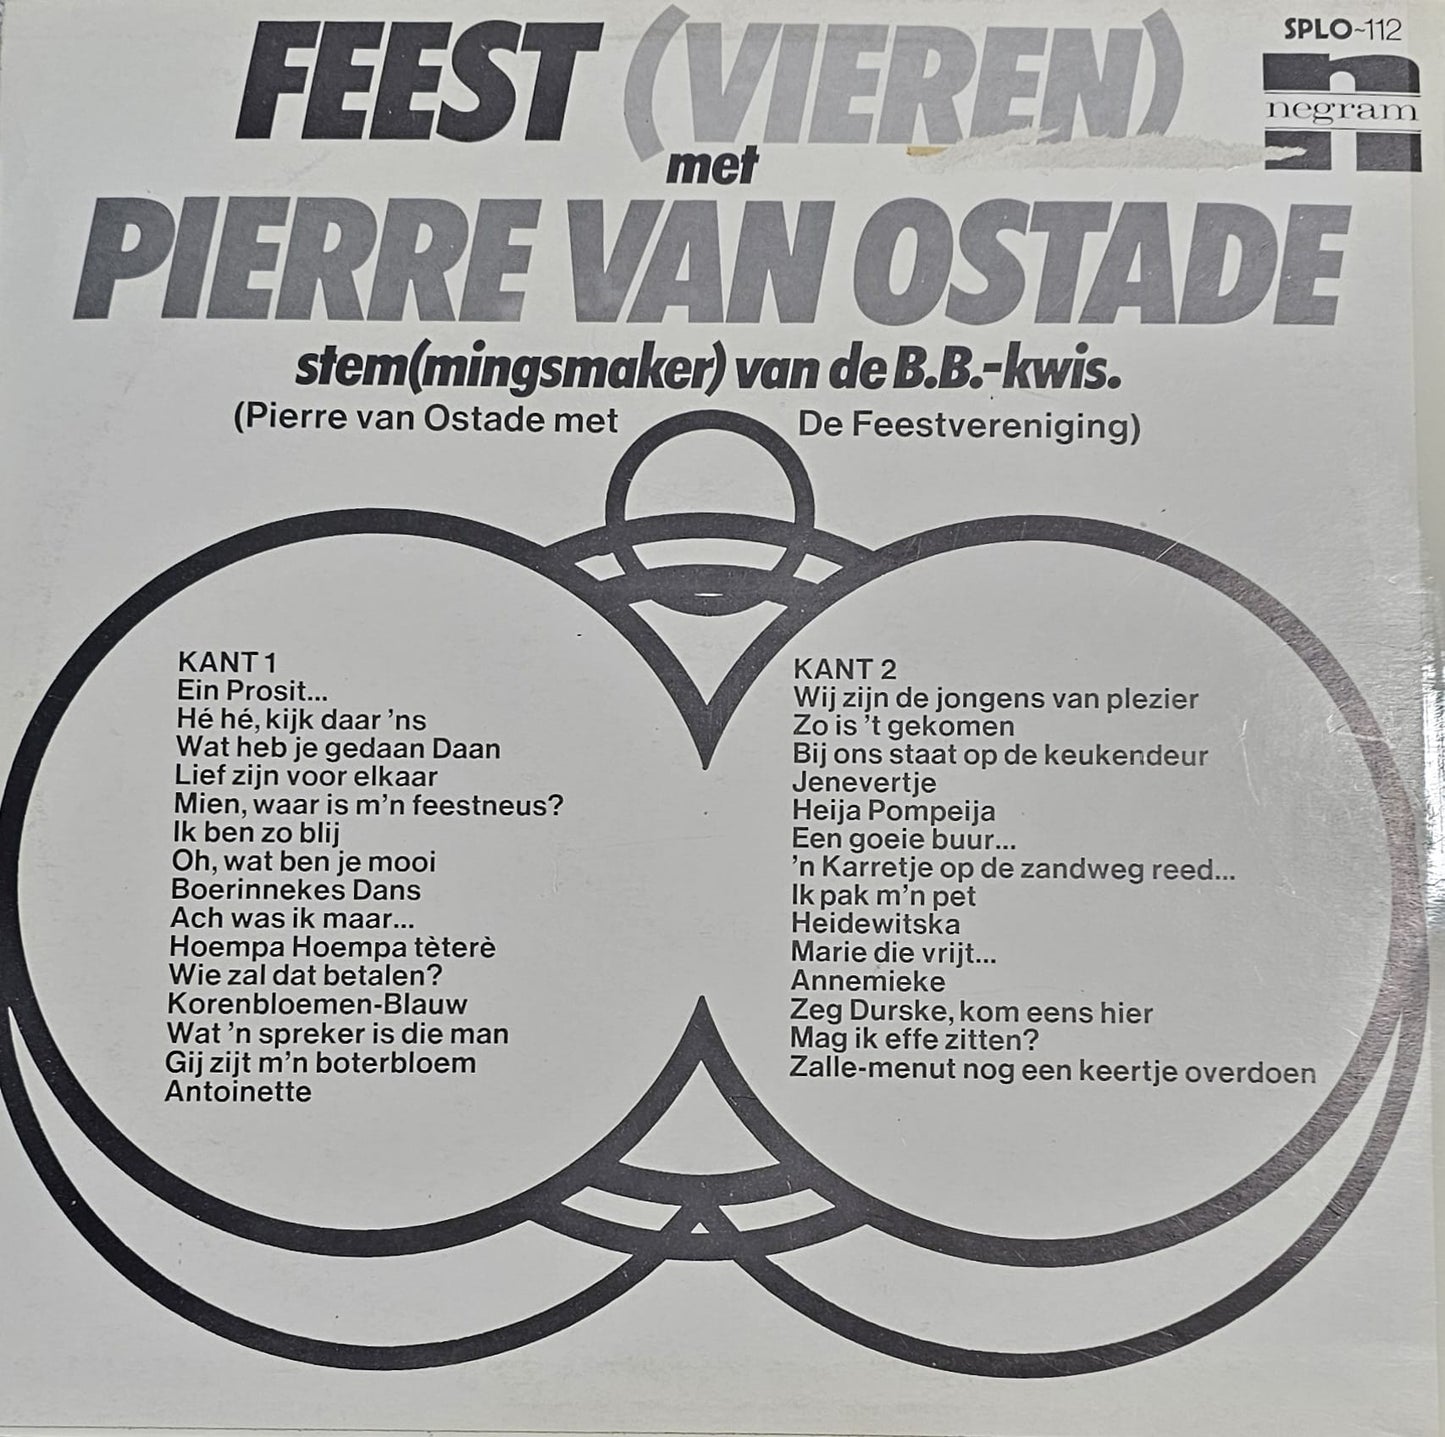 FEEST (VIEREN)
SPLO-112
negram
met
PIERRE VAN OSTADE
stem(mingsmaker) van de B.B.-kwis.
(Pierre van Ostade met De Feestvereniging)
KANT 1
Ein Prosit...
Hé hé, kijk daar 'ns
Wat heb je gedaan Daan
Lief zijn voor elkaar
Mien, waar is m'n feestneus?
Ik ben zo blij
Oh, wat ben je mooi
Boerinnekes Dans
Ach was ik maar...
Hoempa Hoempa tèterè
Wie zal dat betalen?
Korenbloemen-Blauw
Wat 'n spreker is die man
Gij zijt m'n boterbloem
Antoinette
KANT 2
Wij zijn de jongens van plezier
Zo is 't gekomen
Bij ons staat op de keukendeur
Jenevertje
Heija Pompeija
Een goeie buur...
'n Karretje op de zandweg reed...
Ik pak m'n pet
Heidewitska
Marie die vrijt...
Annemieke
Zeg Durske, kom eens hier
Mag ik effe zitten?
Zalle-menut nog een keertje overdoen